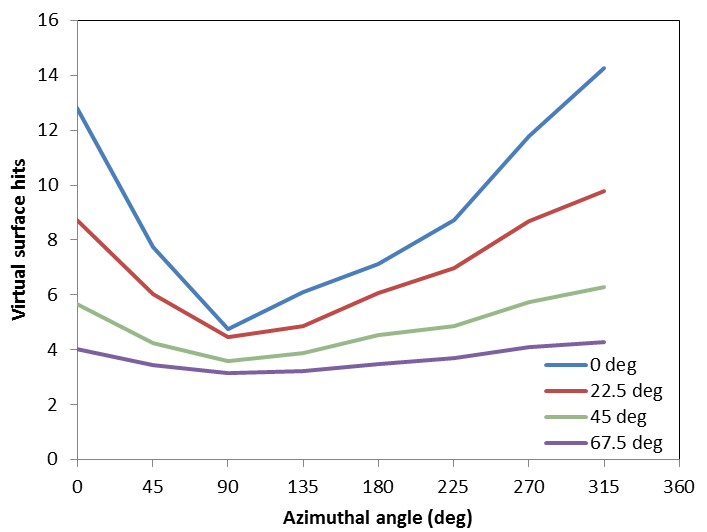 16
14
12
10
8
6
4
2
0
Virtual surface hits
0 deg
22.5 deg
45 deg
67.5 deg
0 45 90 135 180 225 270 315 360
Azimuthal angle (deg)